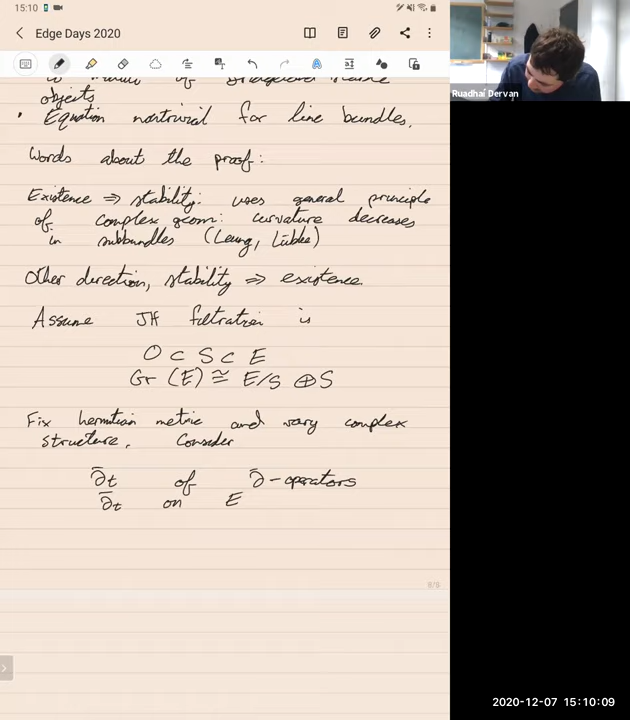 15:10
Edge Days 2020
Ruadhaí Dervan
objects
• Equation nontrivial for line bundles.
Words about the proof:
Existence ⇒ stability: uses general principle
of complex geom: curvature decreases
in subbundles (Leung, Lübke)
Other direction, stability ⇒ existence.
Assume JH filtration is
O ⊂ S ⊂ E
Gr (E) ≅ E/S ⊕ S
Fix hermitian metric and vary complex
structure. Consider
∂̄t of ∂̄-operators
∂̄t on E
8/8
2020-12-07 15:10:09